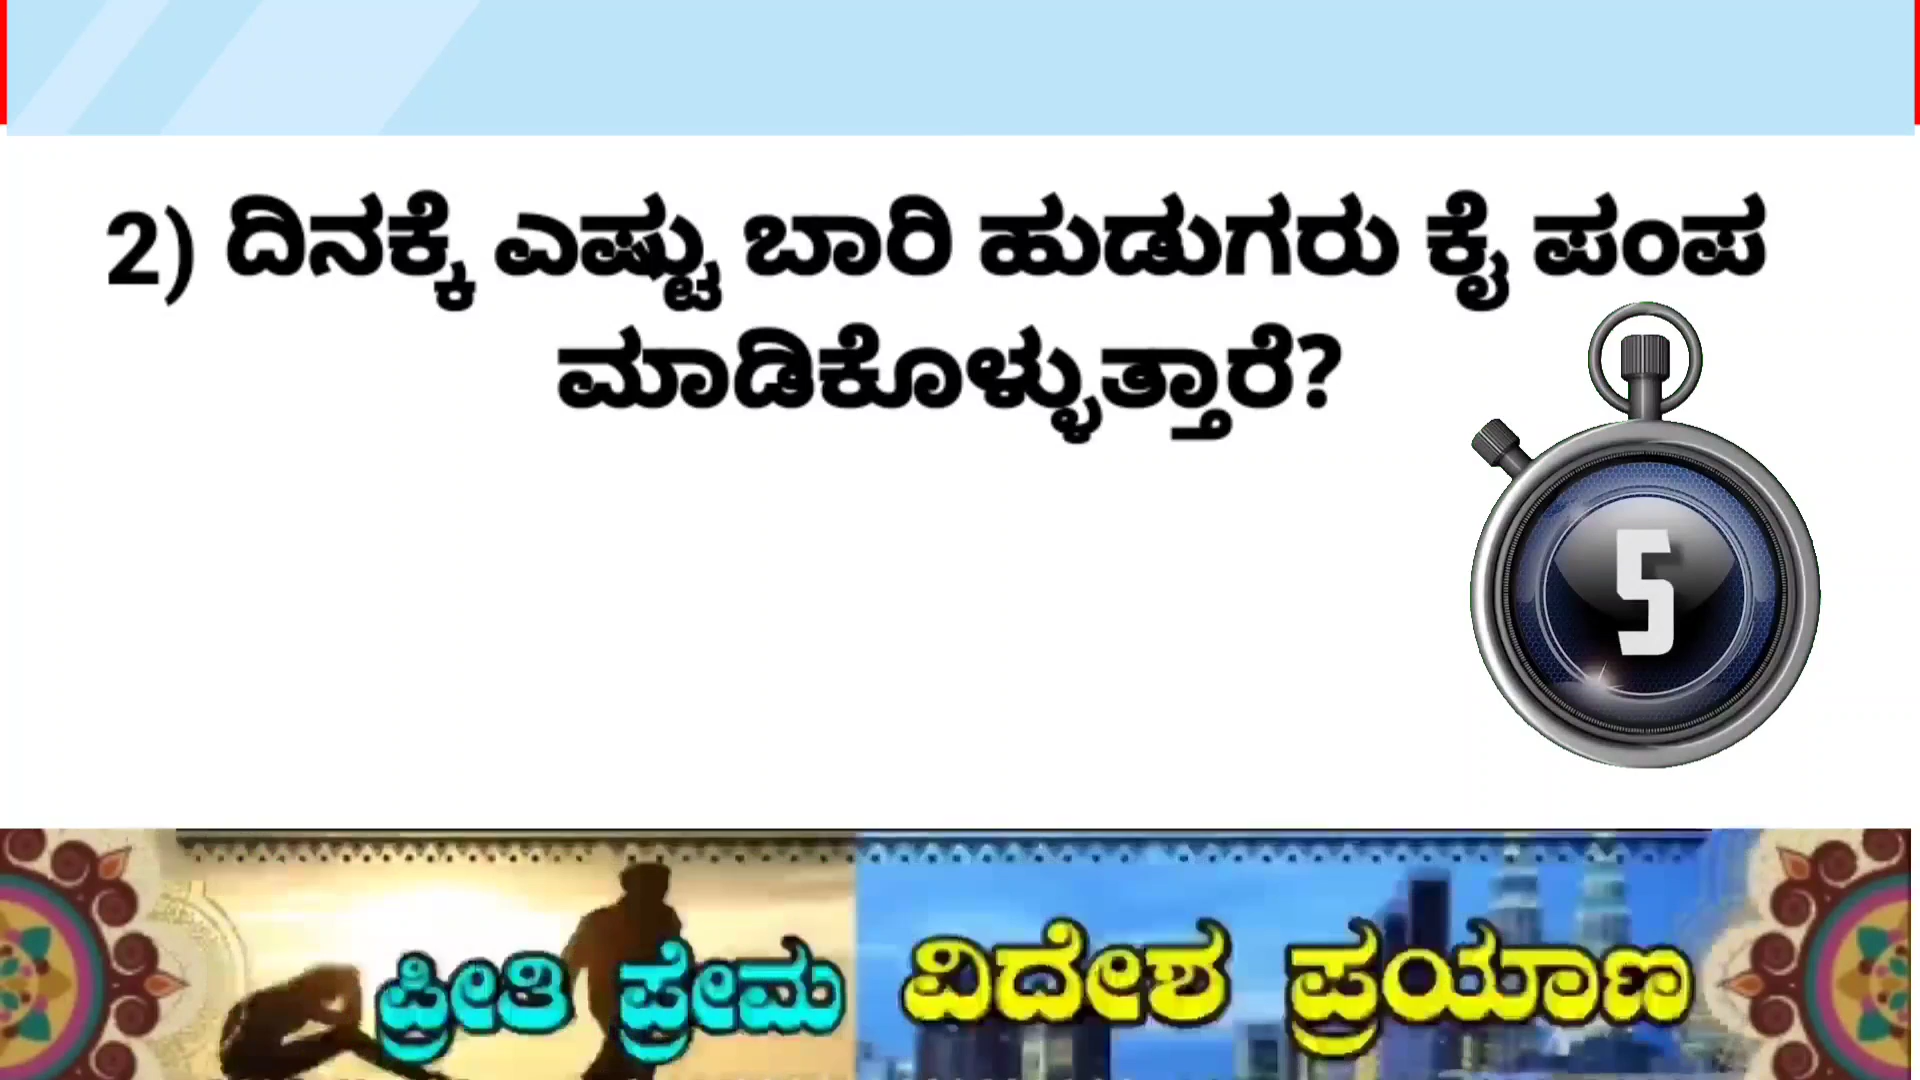 2) ದಿನಕ್ಕೆ ಎಷ್ಟು ಬಾರಿ ಹುಡುಗರು ಕೈ ಪಂಪ
ಮಾಡಿಕೊಳ್ಳುತ್ತಾರೆ?
5
ಪ್ರೀತಿ ಪ್ರೇಮ ವಿದೇಶ ಪ್ರಯಾಣ